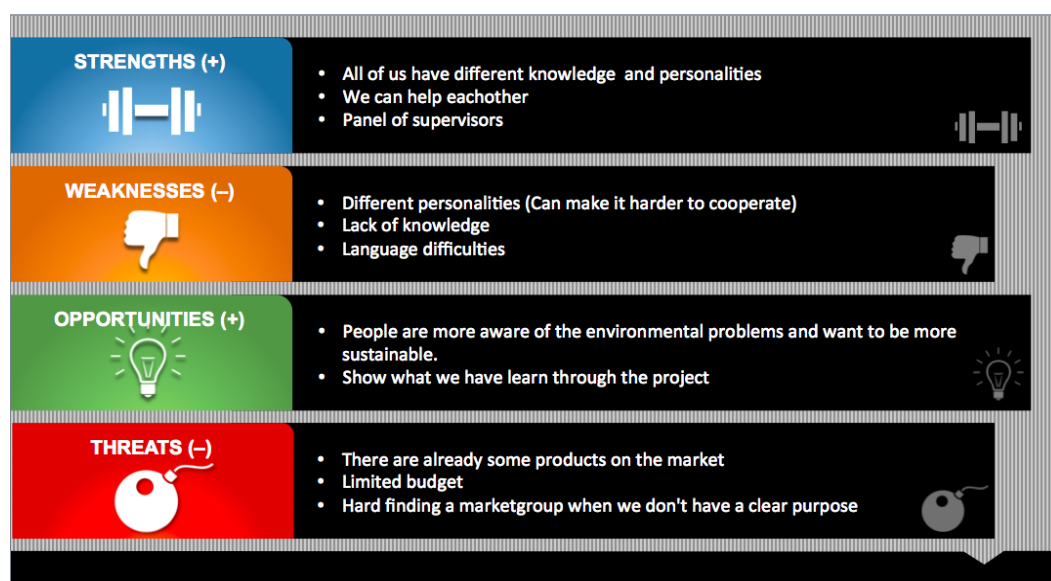 STRENGTHS (+)
• All of us have different knowledge and personalities
• We can help eachother
• Panel of supervisors
WEAKNESSES (–)
• Different personalities (Can make it harder to cooperate)
• Lack of knowledge
• Language difficulties
OPPORTUNITIES (+)
• People are more aware of the environmental problems and want to be more
sustainable.
• Show what we have learn through the project
THREATS (–)
• There are already some products on the market
• Limited budget
• Hard finding a marketgroup when we don't have a clear purpose